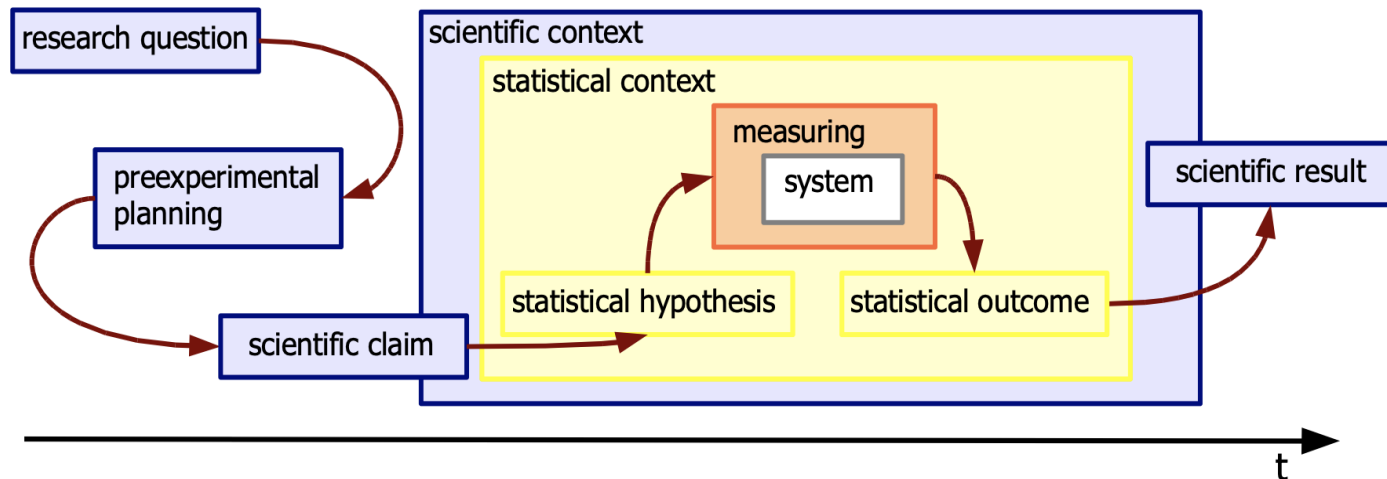 research question
scientific context
statistical context
measuring
system
preexperimental
planning
scientific result
statistical hypothesis
statistical outcome
scientific claim
t